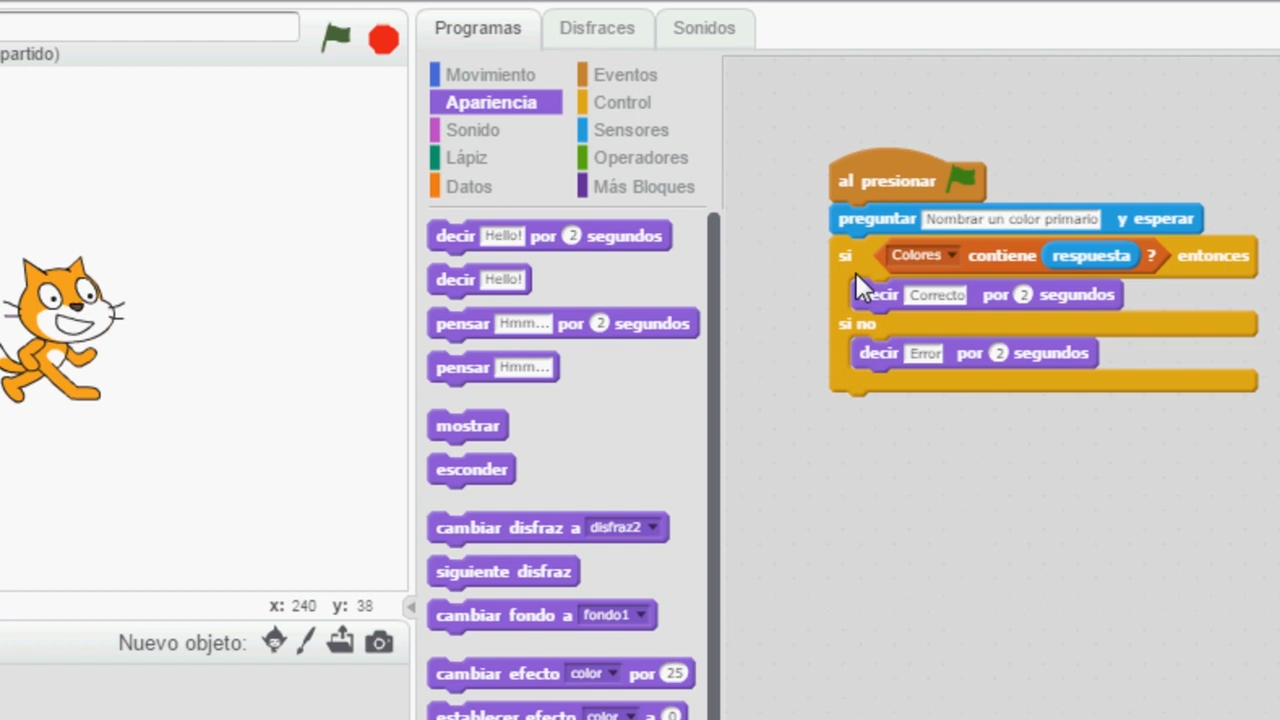 partido)
Programas
Disfraces
Sonidos
Movimiento
Apariencia
Sonido
Lápiz
Datos
Eventos
Control
Sensores
Operadores
Más Bloques
decir Hello! por 2 segundos
decir Hello!
pensar Hmm... por 2 segundos
pensar Hmm...
mostrar
esconder
cambiar disfraz a disfraz2
siguiente disfraz
cambiar fondo a fondo1
cambiar efecto color por 25
establecer efecto color a 0
al presionar
preguntar Nombrar un color primario y esperar
si Colores contiene respuesta ? entonces
decir Correcto por 2 segundos
si no
decir Error por 2 segundos
x: 240 y: 38
Nuevo objeto: